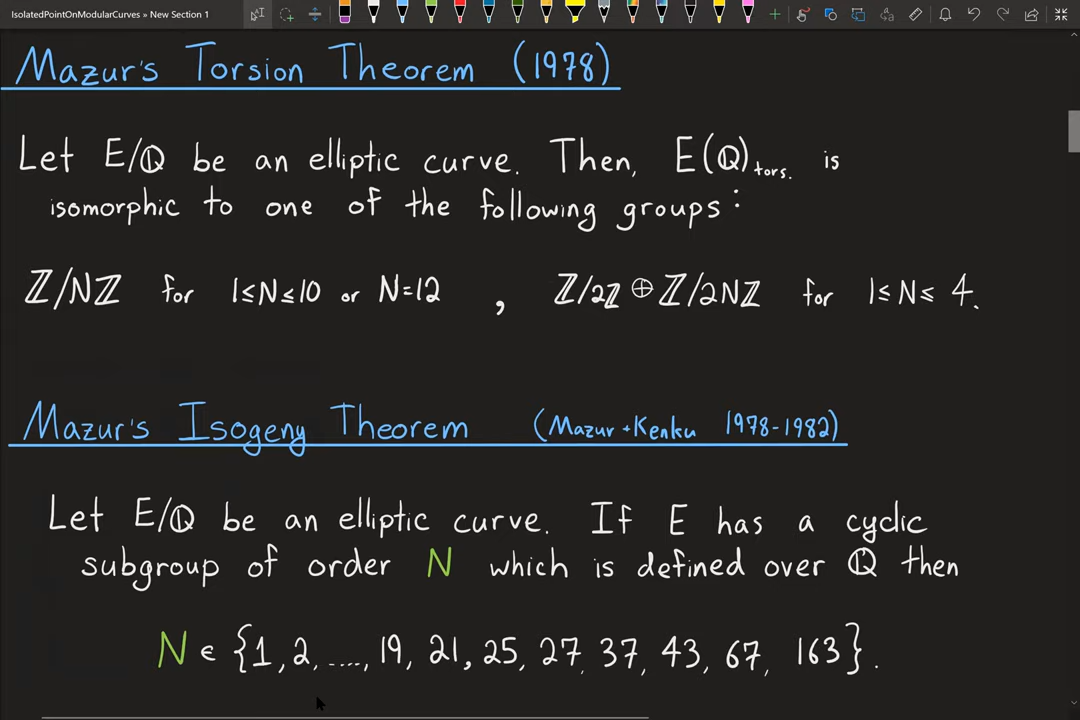 IsolatedPointOnModularCurves » New Section 1
Mazur's Torsion Theorem (1978)
Let E/ℚ be an elliptic curve. Then, E(ℚ)tors. is
isomorphic to one of the following groups:
ℤ/Nℤ for 1≤N≤10 or N=12 , ℤ/2ℤ ⊕ ℤ/2Nℤ for 1≤N≤4.
Mazur's Isogeny Theorem (Mazur + Kenku 1978-1982)
Let E/ℚ be an elliptic curve. If E has a cyclic
subgroup of order N which is defined over ℚ then
N ∈ {1, 2, ....., 19, 21, 25, 27, 37, 43, 67, 163}.